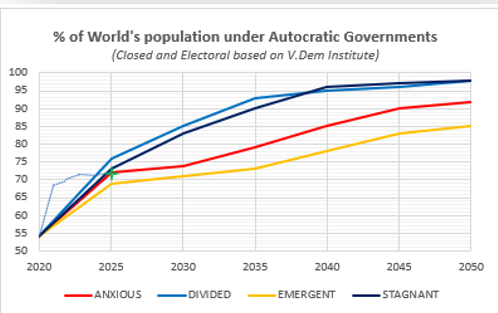 % of World's population under Autocratic Governments
(Closed and Electoral based on V.Dem Institute)
100
95
90
85
80
75
70
65
60
55
50
2020 2025 2030 2035 2040 2045 2050
ANXIOUS DIVIDED EMERGENT STAGNANT